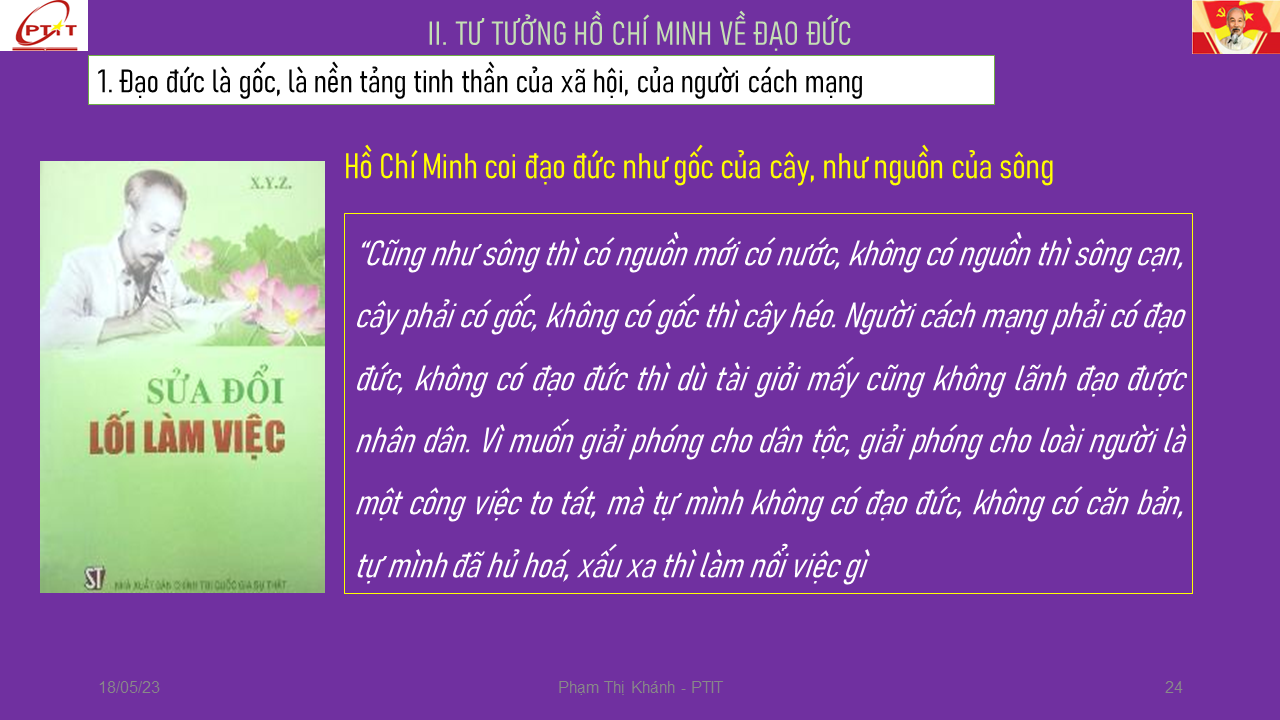 PTIT
II. TƯ TƯỞNG HỒ CHÍ MINH VỀ ĐẠO ĐỨC
1. Đạo đức là gốc, là nền tảng tinh thần của xã hội, của người cách mạng
Hồ Chí Minh coi đạo đức như gốc của cây, như nguồn của sông
X.Y.Z.
SỬA ĐỔI
LỐI LÀM VIỆC
ST NHÀ XUẤT BẢN CHÍNH TRỊ QUỐC GIA SỰ THẬT
“Cũng như sông thì có nguồn mới có nước, không có nguồn thì sông cạn,
cây phải có gốc, không có gốc thì cây héo. Người cách mạng phải có đạo
đức, không có đạo đức thì dù tài giỏi mấy cũng không lãnh đạo được
nhân dân. Vì muốn giải phóng cho dân tộc, giải phóng cho loài người là
một công việc to tát, mà tự mình không có đạo đức, không có căn bản,
tự mình đã hủ hoá, xấu xa thì làm nổi việc gì
18/05/23
Phạm Thị Khánh - PTIT
24